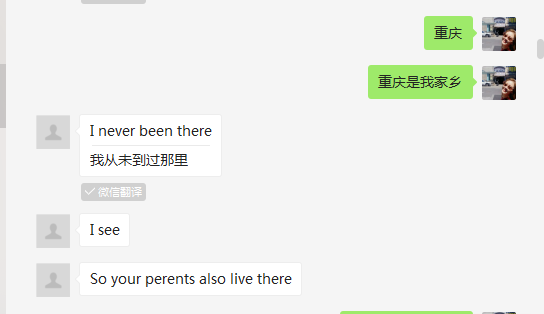 重庆
重庆是我家乡
I never been there
我从未到过那里
微信翻译
I see
So your perents also live there